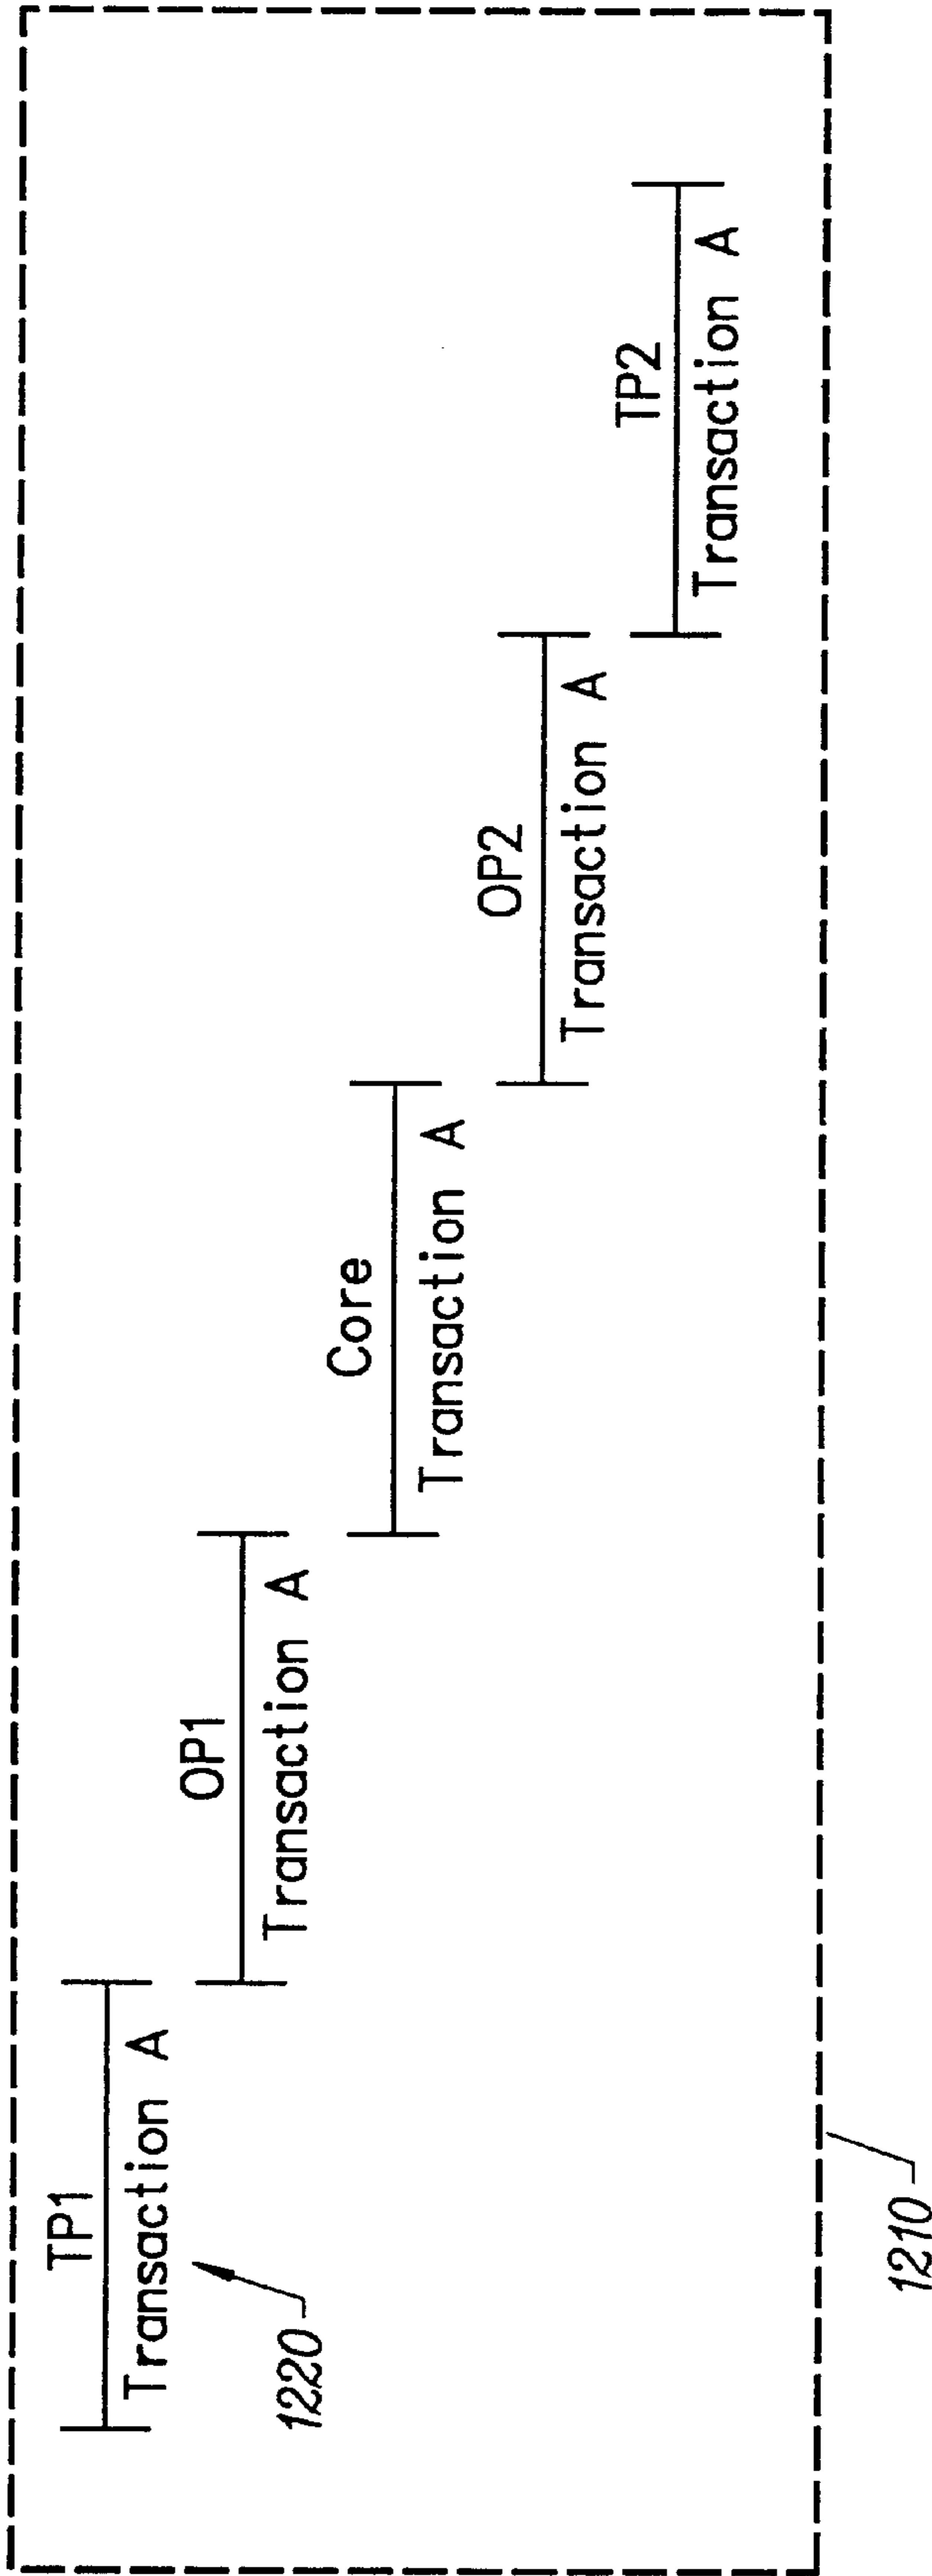 TP1
Transaction A
1220
OP1
Transaction A
Core
Transaction A
OP2
Transaction A
TP2
Transaction A
1210